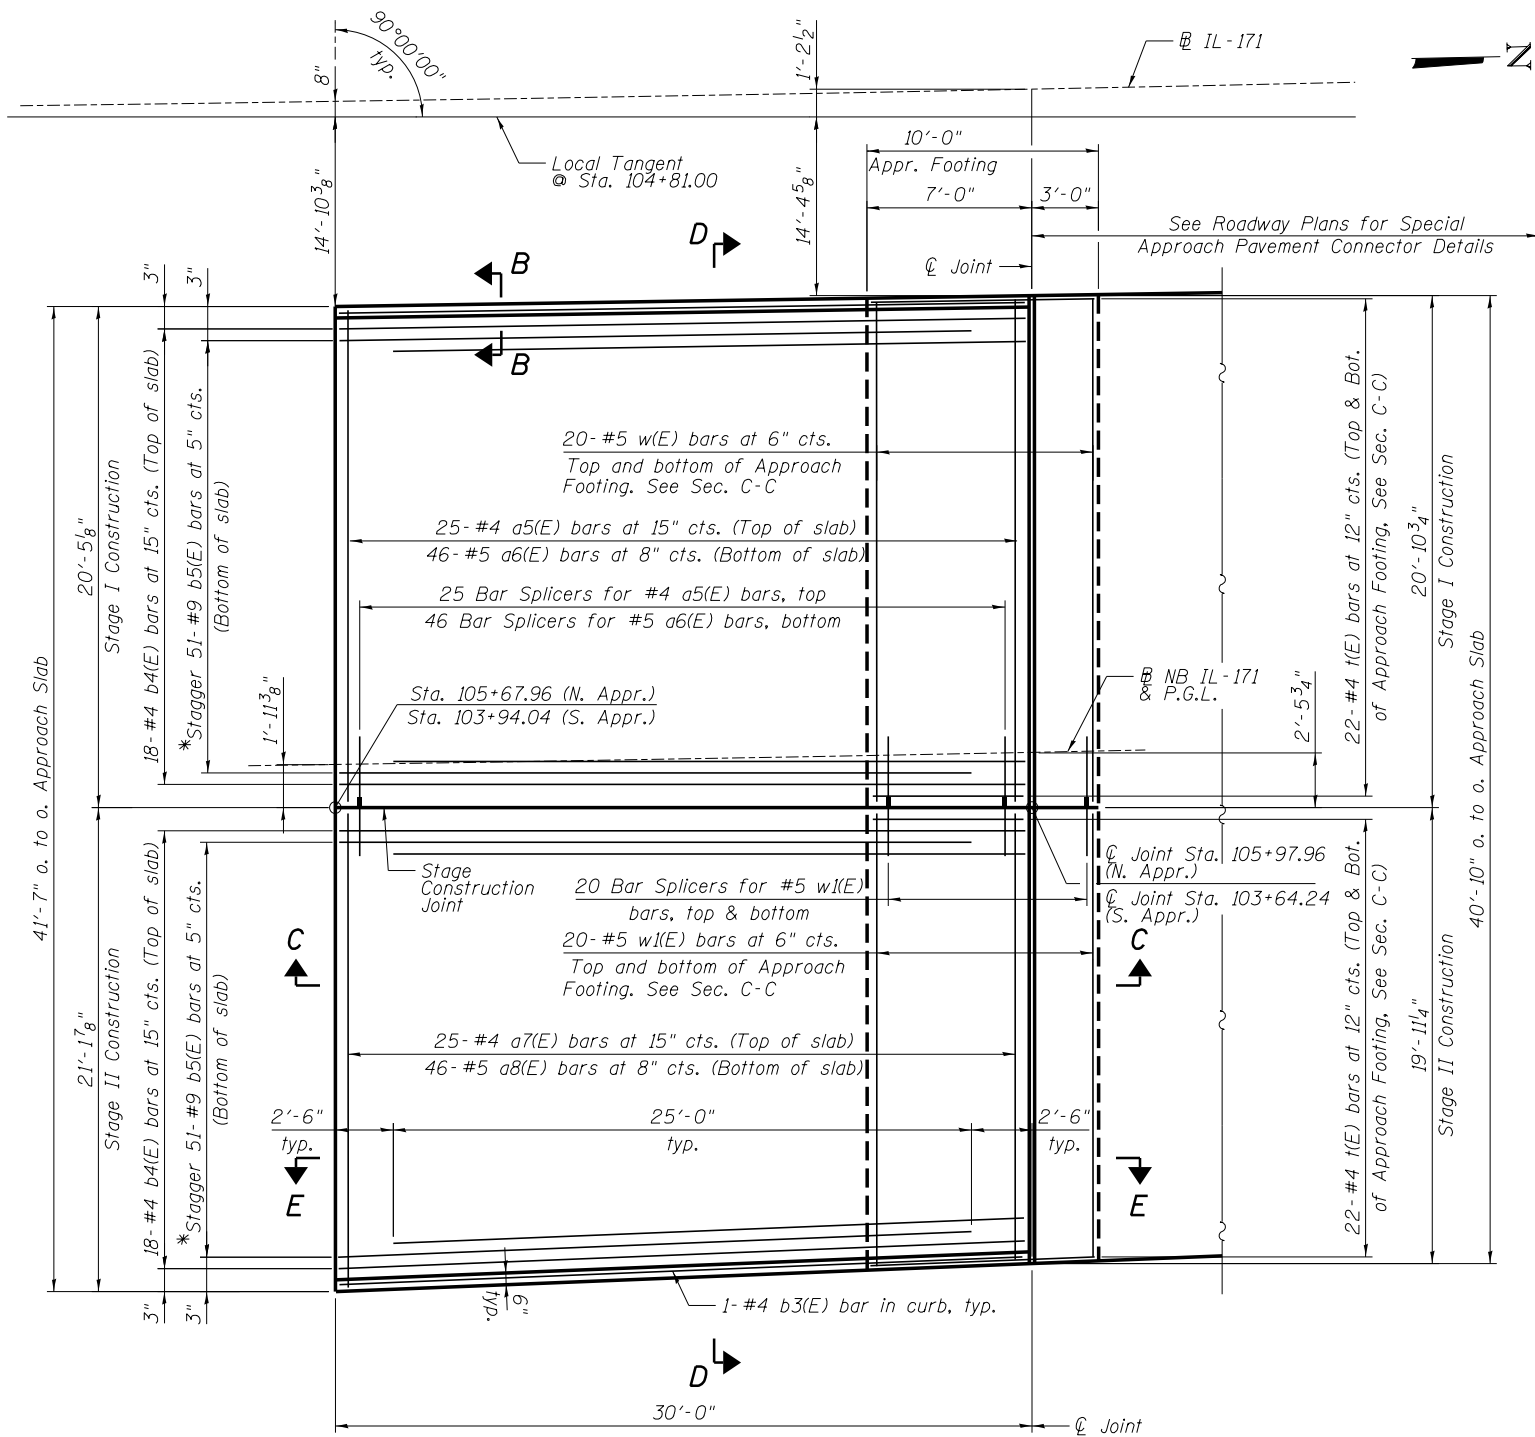 90°00'00"
typ.
8"
1'-2½"
℄ IL-171
N
14'-10⅜"
Local Tangent
@ Sta. 104+81.00
14'-4⅝"
10'-0"
Appr. Footing
7'-0"
3'-0"
See Roadway Plans for Special
Approach Pavement Connector Details
℄ Joint
D
B
B
3"
3"
41'-7" o. to o. Approach Slab
20'-5⅛"
Stage I Construction
18-#4 b4(E) bars at 15" cts. (Top of slab)
*Stagger 51-#9 b5(E) bars at 5" cts.
(Bottom of slab)
1'-11⅜"
20-#5 w(E) bars at 6" cts.
Top and bottom of Approach
Footing. See Sec. C-C
25-#4 a5(E) bars at 15" cts. (Top of slab)
46-#5 a6(E) bars at 8" cts. (Bottom of slab)
25 Bar Splicers for #4 a5(E) bars, top
46 Bar Splicers for #5 a6(E) bars, bottom
Sta. 105+67.96 (N. Appr.)
Sta. 103+94.04 (S. Appr.)
℄ NB IL-171
& P.G.L.
2'-5¾"
22-#4 t(E) bars at 12" cts. (Top & Bot.
of Approach Footing, See Sec. C-C)
20'-10¾"
Stage I Construction
40'-10" o. to o. Approach Slab
Stage
Construction
Joint
20 Bar Splicers for #5 w1(E)
bars, top & bottom
20-#5 w1(E) bars at 6" cts.
Top and bottom of Approach
Footing. See Sec. C-C
℄ Joint Sta. 105+97.96
(N. Appr.)
℄ Joint Sta. 103+64.24
(S. Appr.)
C
C
21'-1⅞"
Stage II Construction
18-#4 b4(E) bars at 15" cts. (Top of slab)
*Stagger 51-#9 b5(E) bars at 5" cts.
(Bottom of slab)
25-#4 a7(E) bars at 15" cts. (Top of slab)
46-#5 a8(E) bars at 8" cts. (Bottom of slab)
22-#4 t(E) bars at 12" cts. (Top & Bot.
of Approach Footing, See Sec. C-C)
19'-11¼"
Stage II Construction
2'-6"
typ.
25'-0"
typ.
2'-6"
typ.
E
E
3"
3"
6"
typ.
1-#4 b3(E) bar in curb, typ.
D
30'-0"
℄ Joint